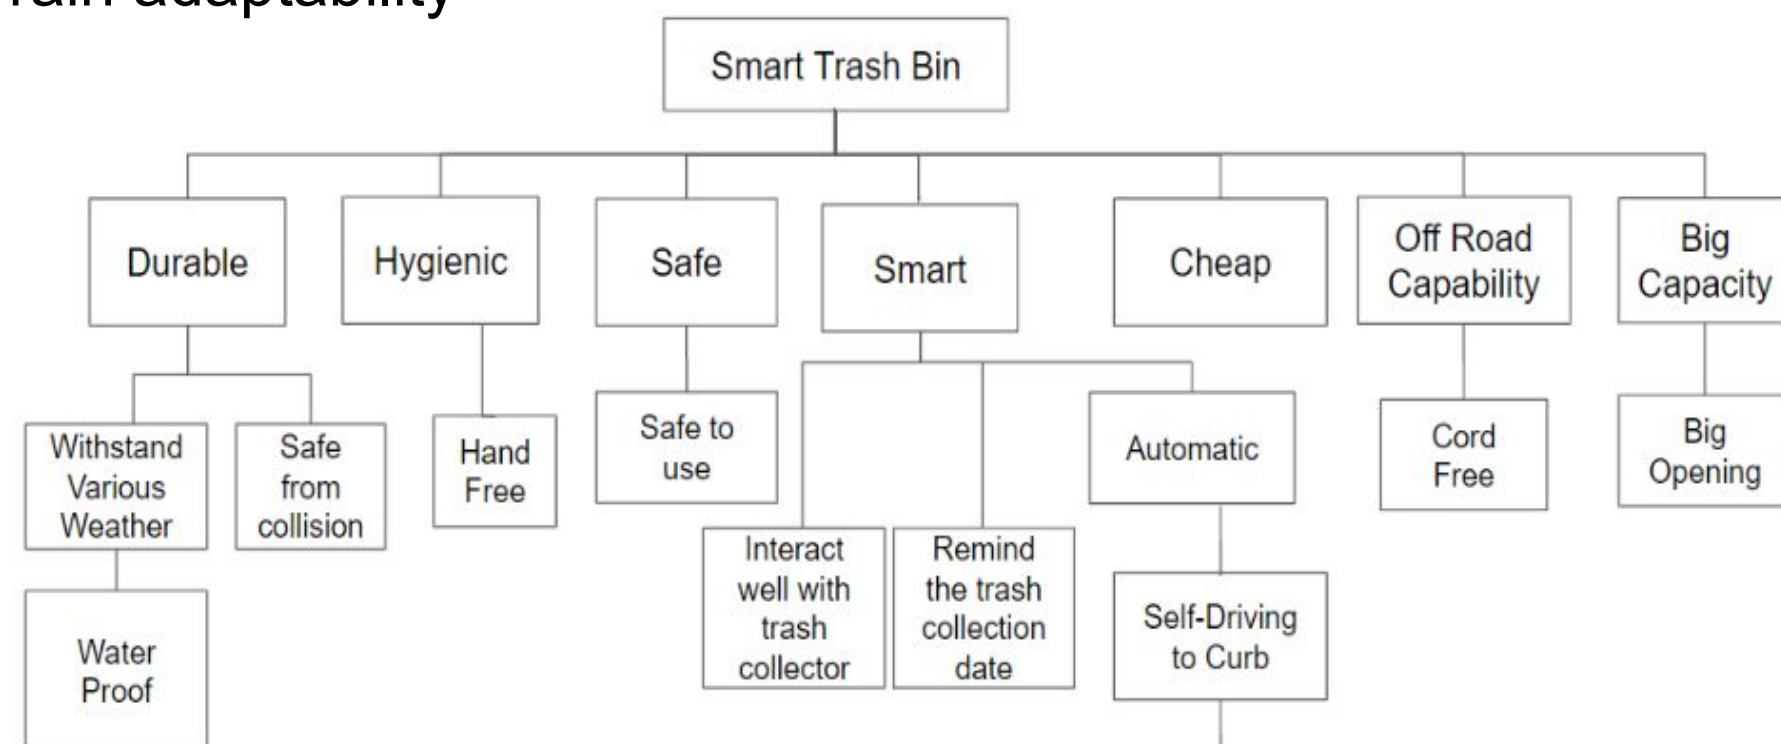 adaptability
Smart Trash Bin
Durable
Hygienic
Safe
Smart
Cheap
Off Road
Capability
Big
Capacity
Withstand
Various
Weather
Safe
from
collision
Hand
Free
Safe to
use
Automatic
Cord
Free
Big
Opening
Interact
well with
trash
collector
Remind
the trash
collection
date
Self-Driving
to Curb
Water
Proof